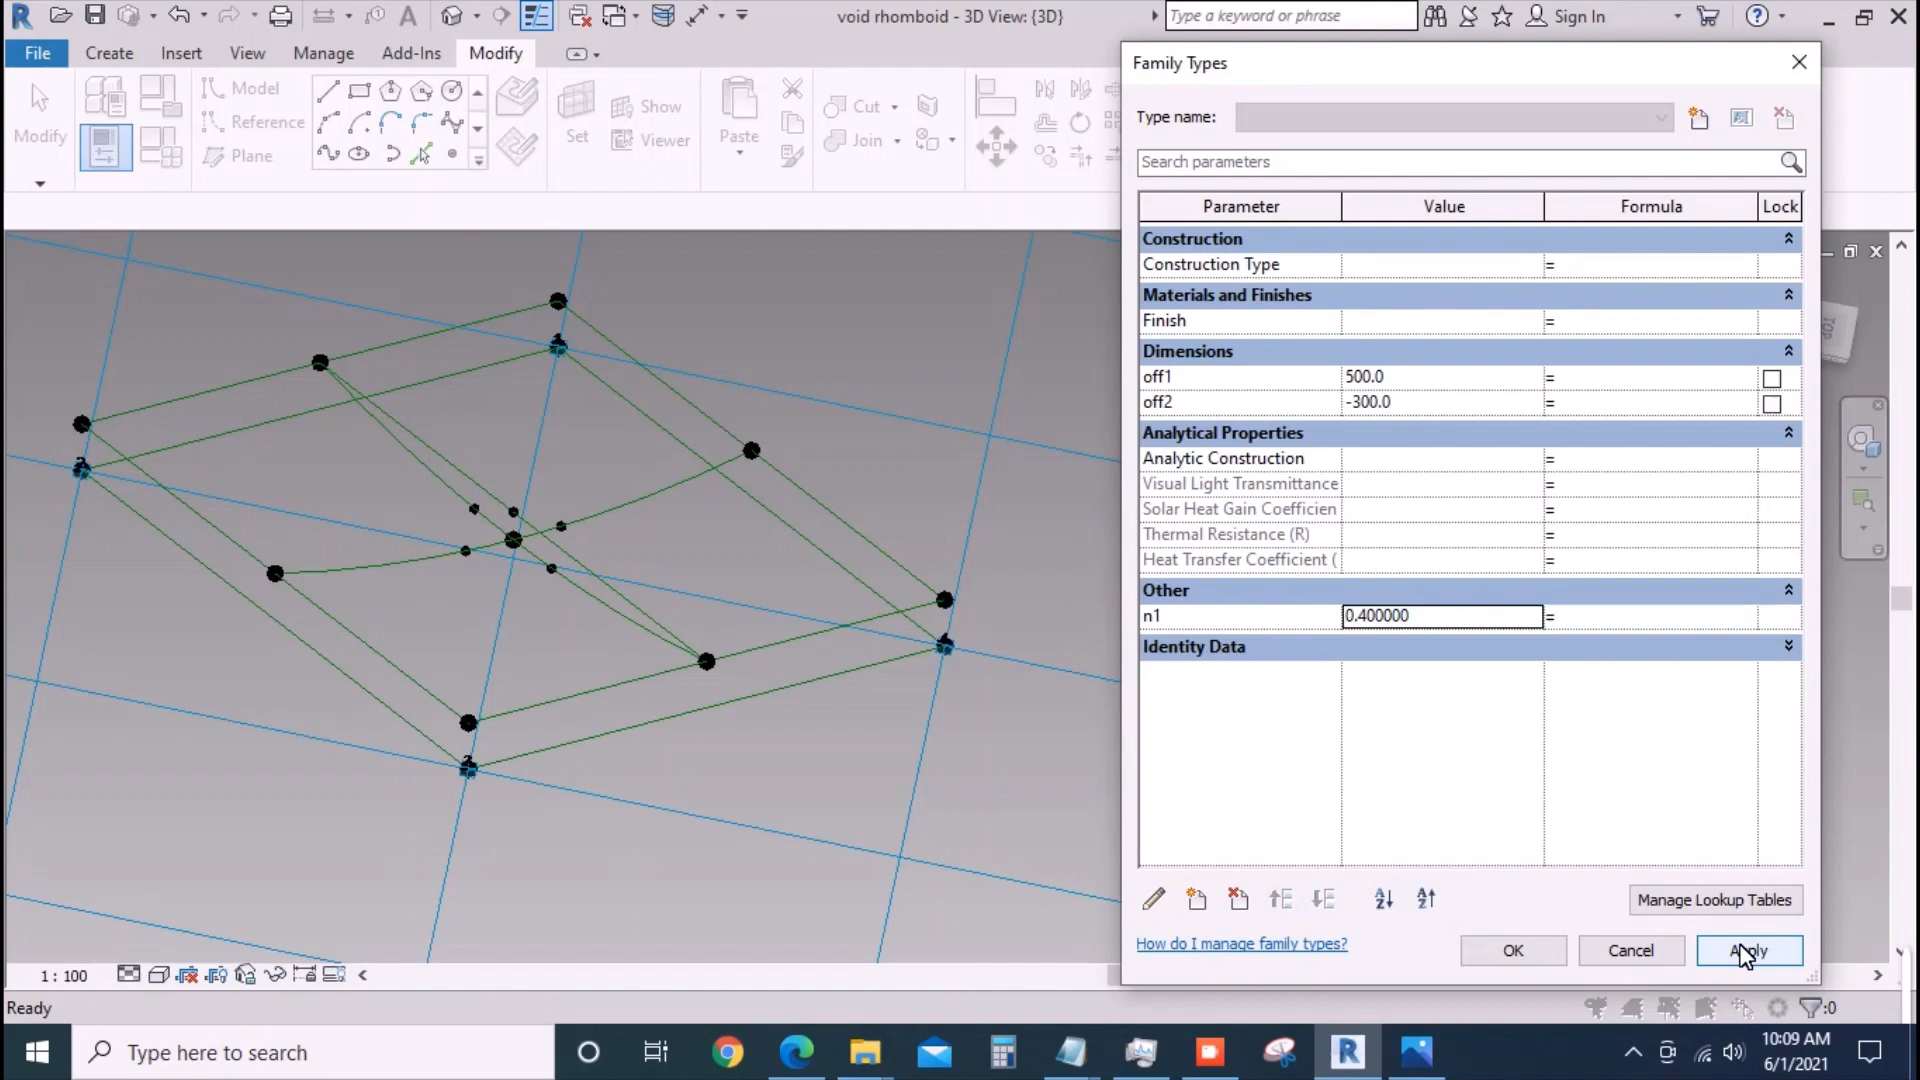 void rhomboid - 3D View: {3D}
Type a keyword or phrase
Sign In
File
Create
Insert
View
Manage
Add-Ins
Modify
Modify
Model
Reference
Plane
Set
Show
Viewer
Paste
Cut
Join
Family Types
Type name:
Search parameters
Parameter
Value
Formula
Lock
Construction
Construction Type
=
Materials and Finishes
Finish
=
Dimensions
off1
500.0
=
off2
-300.0
=
Analytical Properties
Analytic Construction
=
Visual Light Transmittance
=
Solar Heat Gain Coefficien
=
Thermal Resistance (R)
=
Heat Transfer Coefficient (
=
Other
n1
0.400000
=
Identity Data
Manage Lookup Tables
How do I manage family types?
OK
Cancel
Apply
TOP
1 : 100
Ready
:0
Type here to search
10:09 AM
6/1/2021